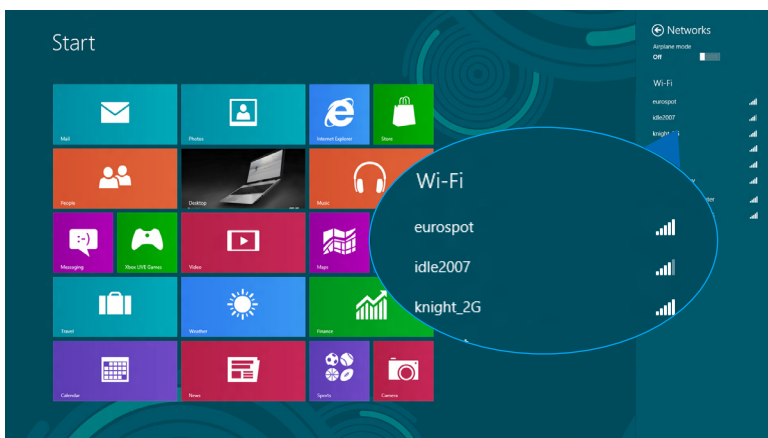 Start
Mail
Photos
Internet Explorer
Store
People
Desktop
Music
Messaging
Xbox LIVE Games
Video
Maps
Travel
Weather
Finance
Calendar
News
Sports
Camera
Networks
Airplane mode
Off
Wi-Fi
eurospot
idle2007
Wi-Fi
eurospot
idle2007
knight_2G